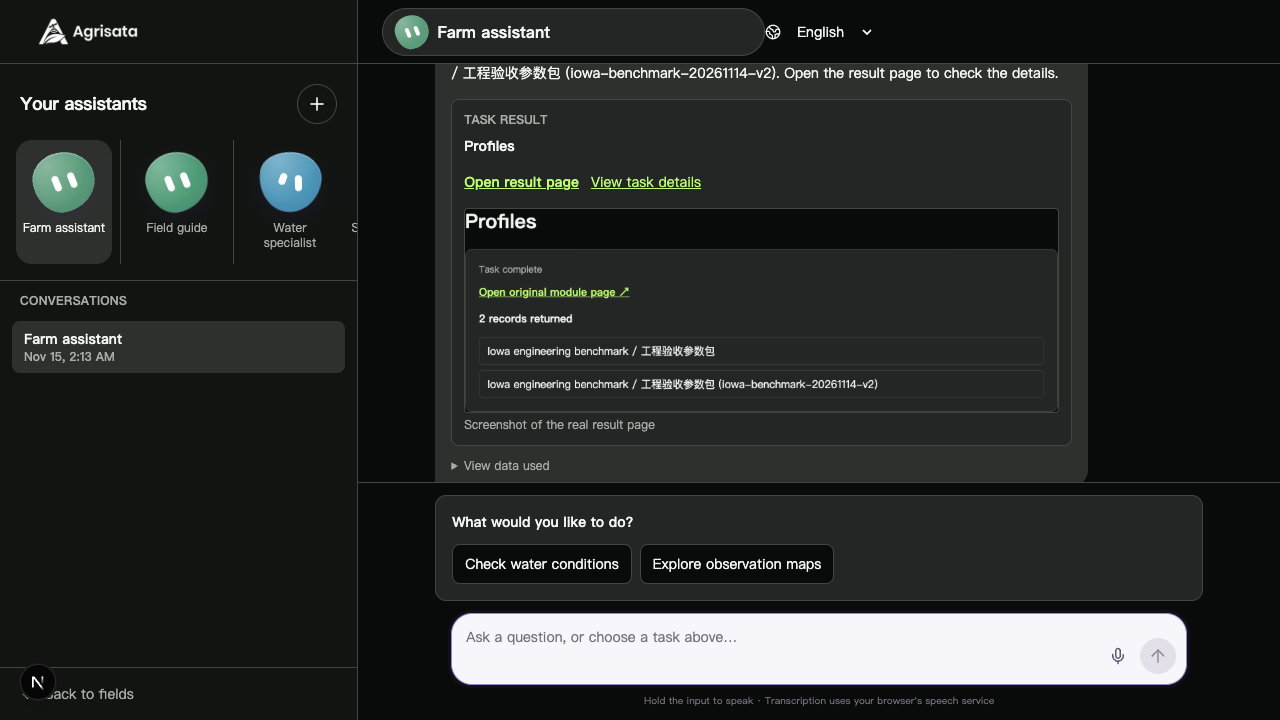 Agrisata
Farm assistant
English
Your assistants
Farm assistant
Field guide
Water
specialist
S
CONVERSATIONS
Farm assistant
Nov 15, 2:13 AM
N
back to fields
/ 工程验收参数包 (iowa-benchmark-20261114-v2). Open the result page to check the details.
TASK RESULT
Profiles
Open result page View task details
Profiles
Task complete
Open original module page ↗
2 records returned
Iowa engineering benchmark / 工程验收参数包
Iowa engineering benchmark / 工程验收参数包 (iowa-benchmark-20261114-v2)
Screenshot of the real result page
View data used
What would you like to do?
Check water conditions
Explore observation maps
Ask a question, or choose a task above…
Hold the input to speak · Transcription uses your browser's speech service